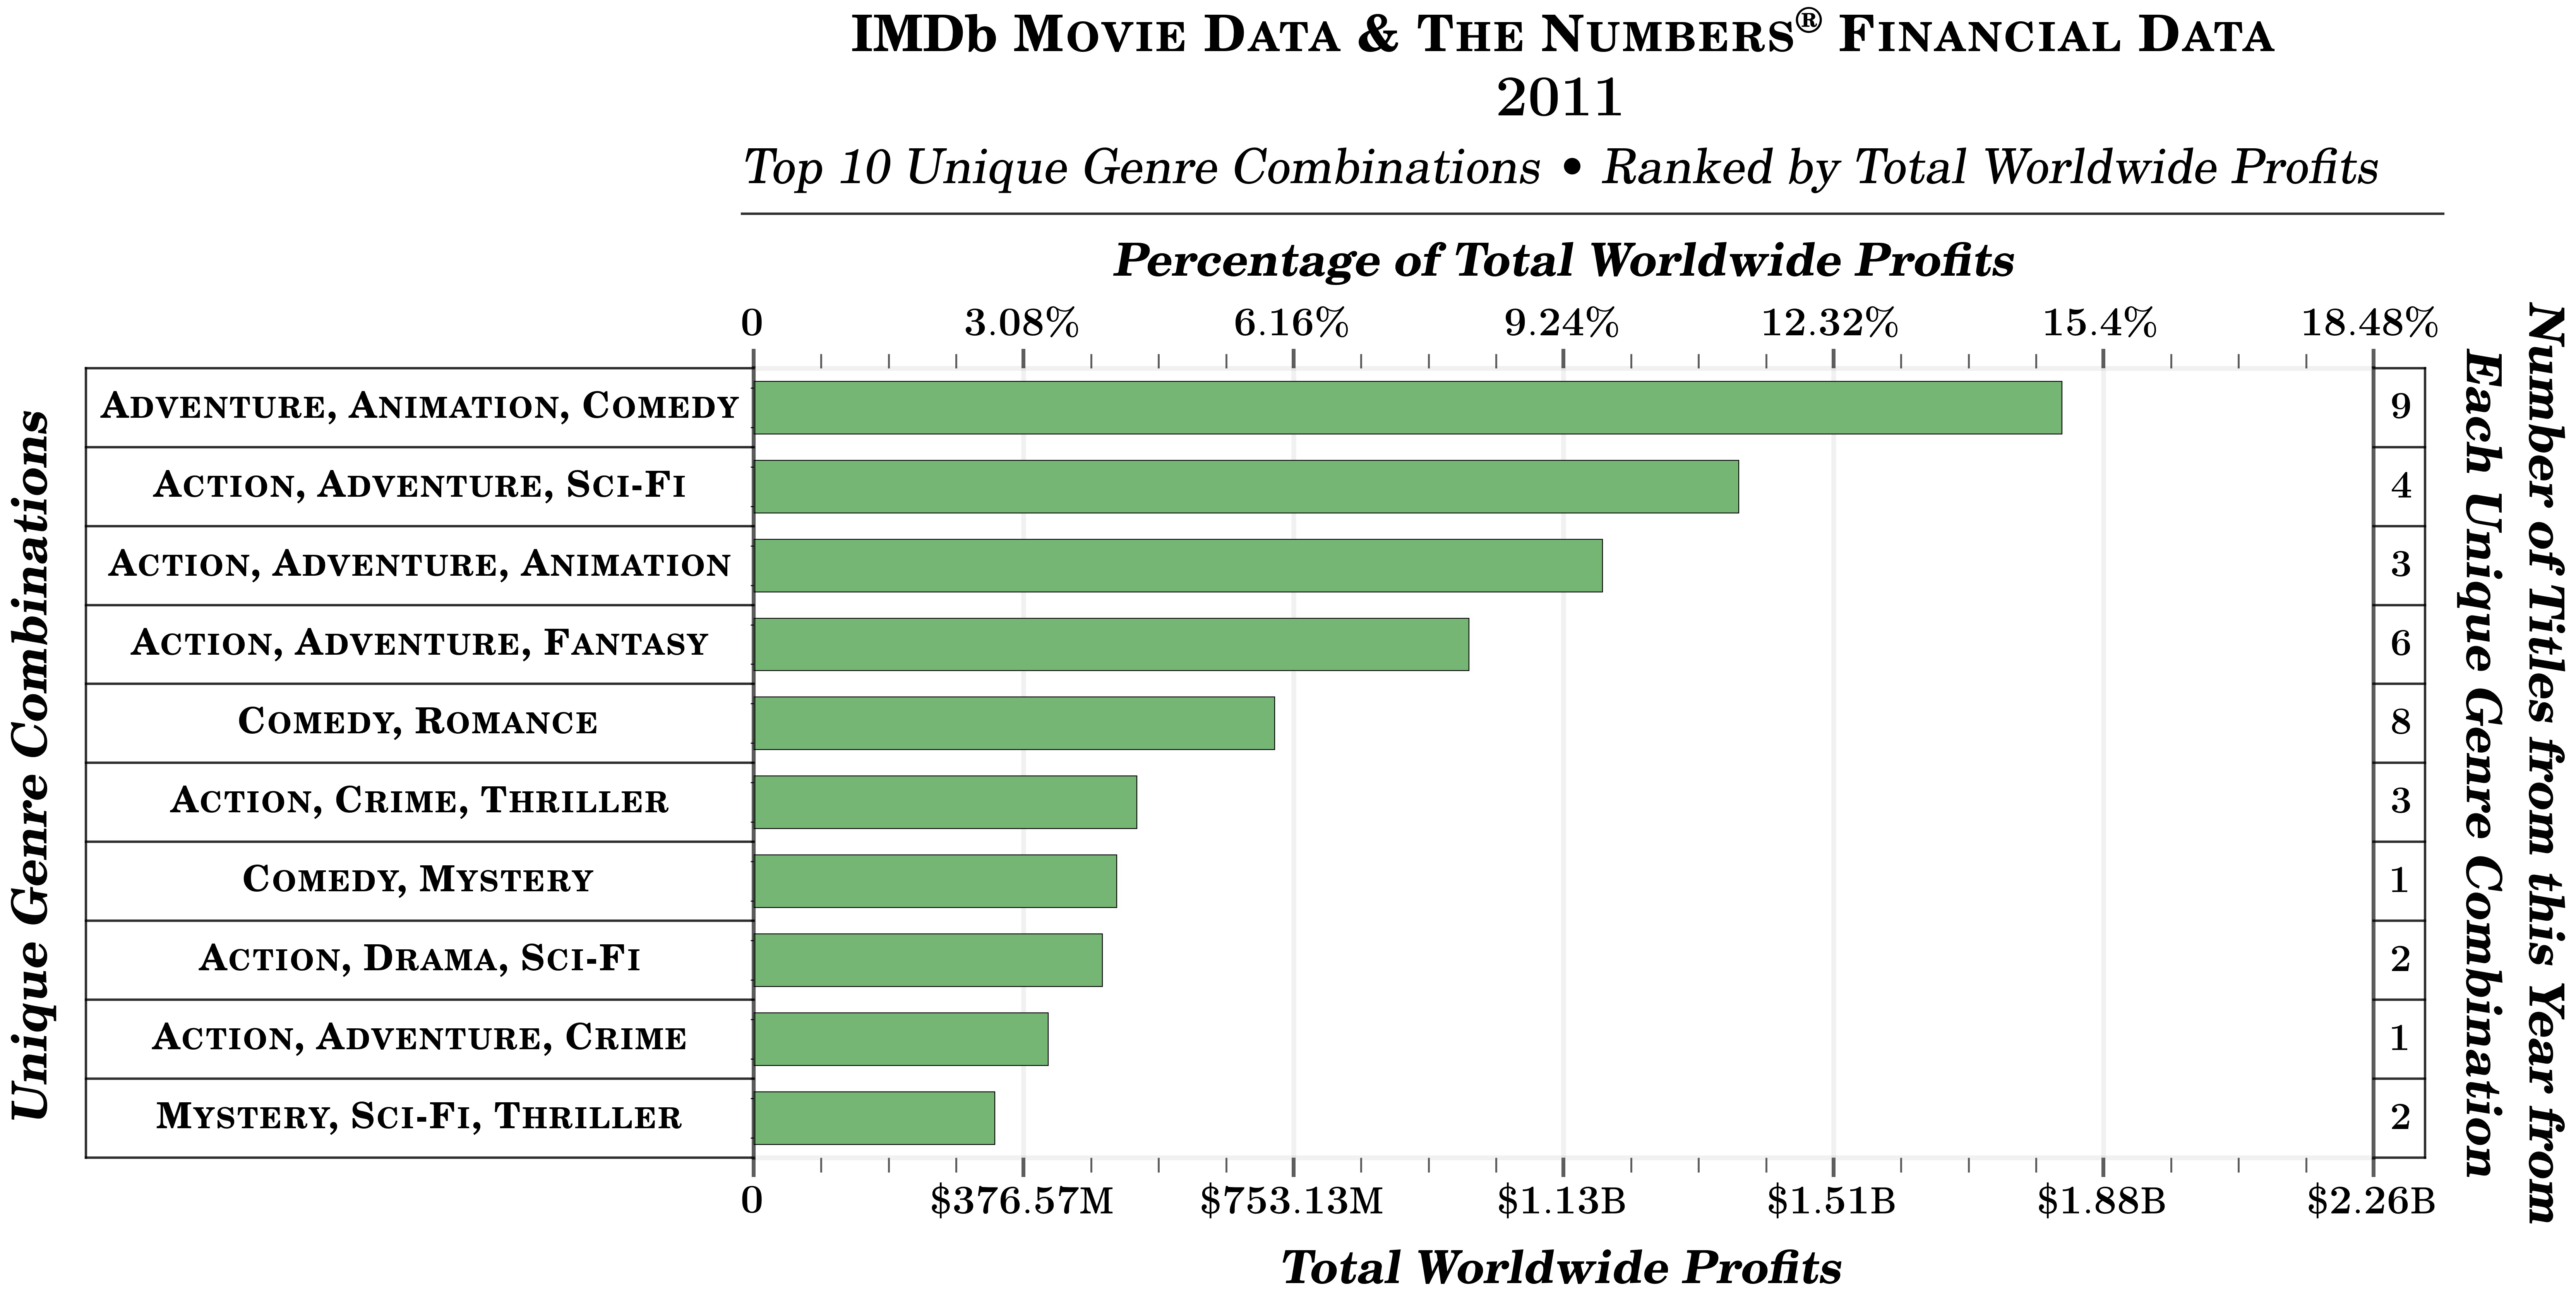 IMDb Movie Data & The Numbers® Financial Data
2011
Top 10 Unique Genre Combinations • Ranked by Total Worldwide Profits
Percentage of Total Worldwide Profits
0 3.08% 6.16% 9.24% 12.32% 15.4% 18.48%
Unique Genre Combinations
Adventure, Animation, Comedy 9
Action, Adventure, Sci-Fi 4
Action, Adventure, Animation 3
Action, Adventure, Fantasy 6
Comedy, Romance 8
Action, Crime, Thriller 3
Comedy, Mystery 1
Action, Drama, Sci-Fi 2
Action, Adventure, Crime 1
Mystery, Sci-Fi, Thriller 2
Number of Titles from this Year from
Each Unique Genre Combination
0 $376.57M $753.13M $1.13B $1.51B $1.88B $2.26B
Total Worldwide Profits